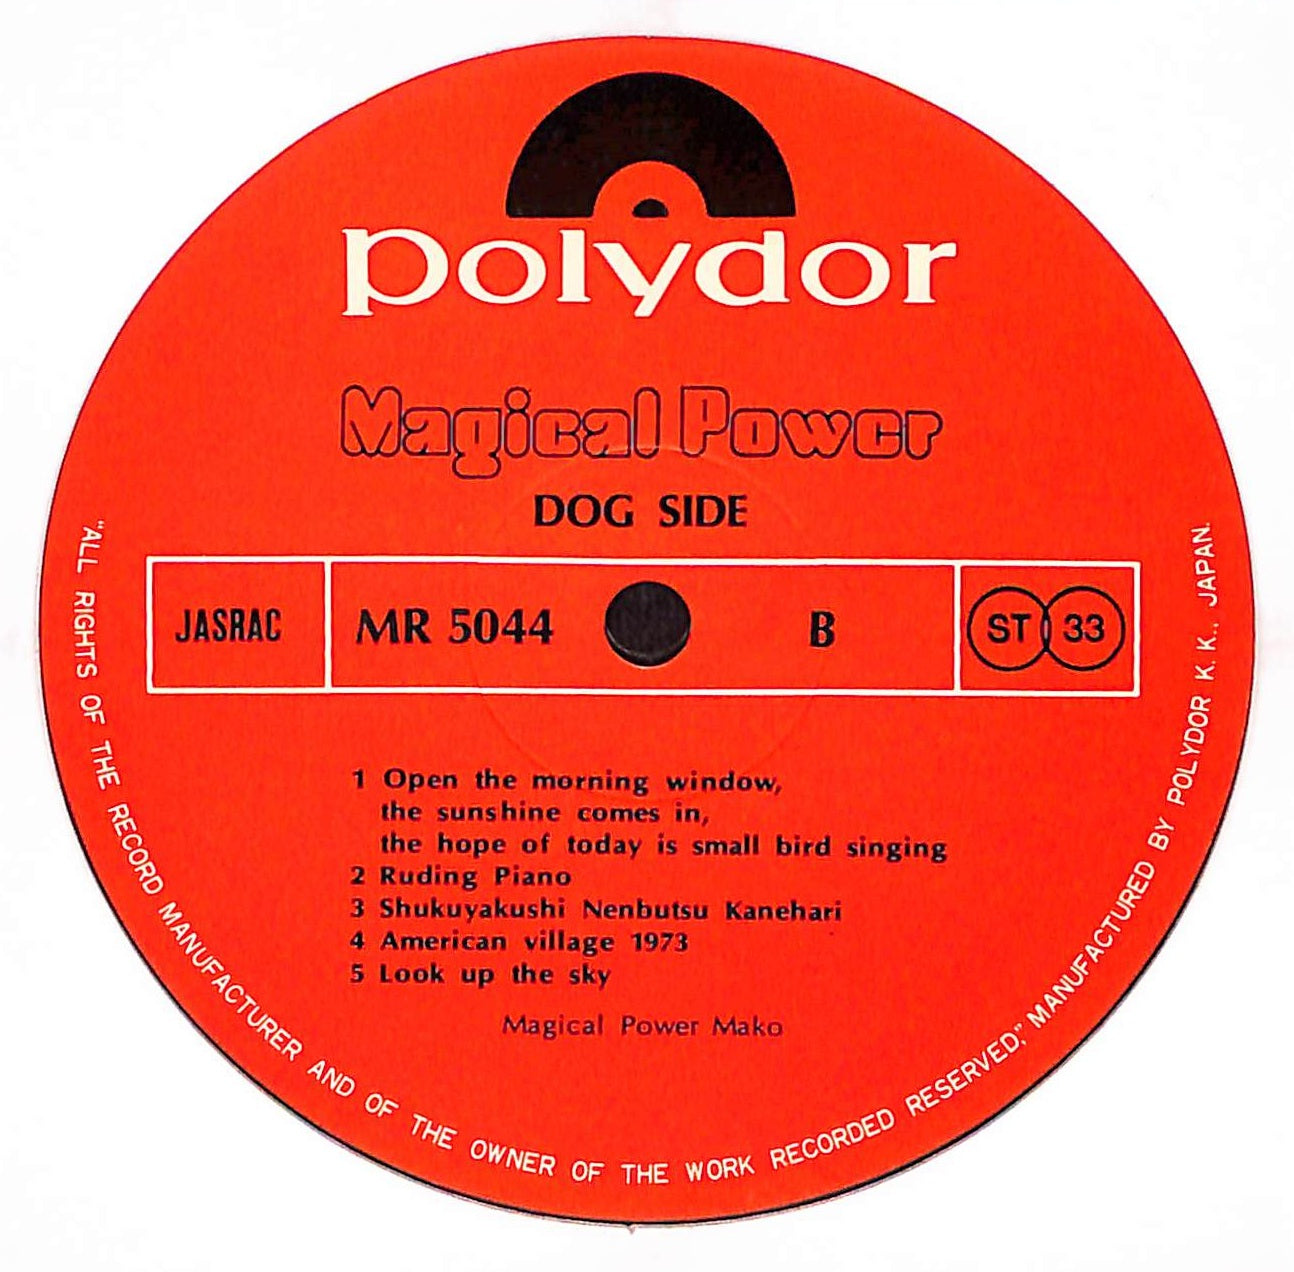 polydor
Magical Power
DOG SIDE
JASRAC
MR 5044
B
ST 33
1 Open the morning window,
the sunshine comes in,
the hope of today is small bird singing
2 Ruding Piano
3 Shukuyakushi Nenbutsu Kanehari
4 American village 1973
5 Look up the sky
Magical Power Mako
"ALL RIGHTS OF THE RECORD MANUFACTURER AND OF THE OWNER OF THE WORK RECORDED RESERVED," MANUFACTURED BY POLYDOR K. K., JAPAN.